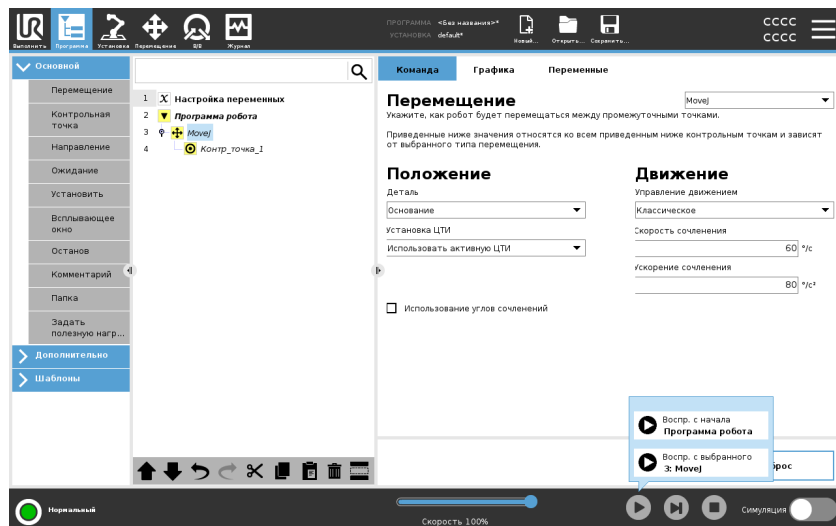 UR
ПРОГРАММА <Без названия>*
УСТАНОВКА default*
CCCC
CCCC
Выполнить Программа Установка Перемещение В/В Журнал
Новый... Открыть... Сохранить...
Основной
Перемещение
Контрольная
точка
Направление
Ожидание
Установить
Всплывающее
окно
Останов
Комментарий
Папка
Задать
полезную нагр...
Дополнительно
Шаблоны
1 X Настройка переменных
2 Программа робота
3 MoveJ
4 Контр_точка_1
Команда Графика Переменные
Перемещение
MoveJ
Укажите, как робот будет перемещаться между промежуточными точками.
Приведенные ниже значения относятся ко всем приведенным ниже контрольным точкам и зависят
от выбранного типа перемещения.
Положение
Деталь
Основание
Установка ЦТИ
Использовать активную ЦТИ
Использование углов сочленений
Движение
Управление движением
Классическое
Скорость сочленения
60 °/с
Ускорение сочленения
80 °/с²
Воспр. с начала
Программа робота
Воспр. с выбранного
3: MoveJ
брос
Нормальный
Скорость 100%
Симуляция